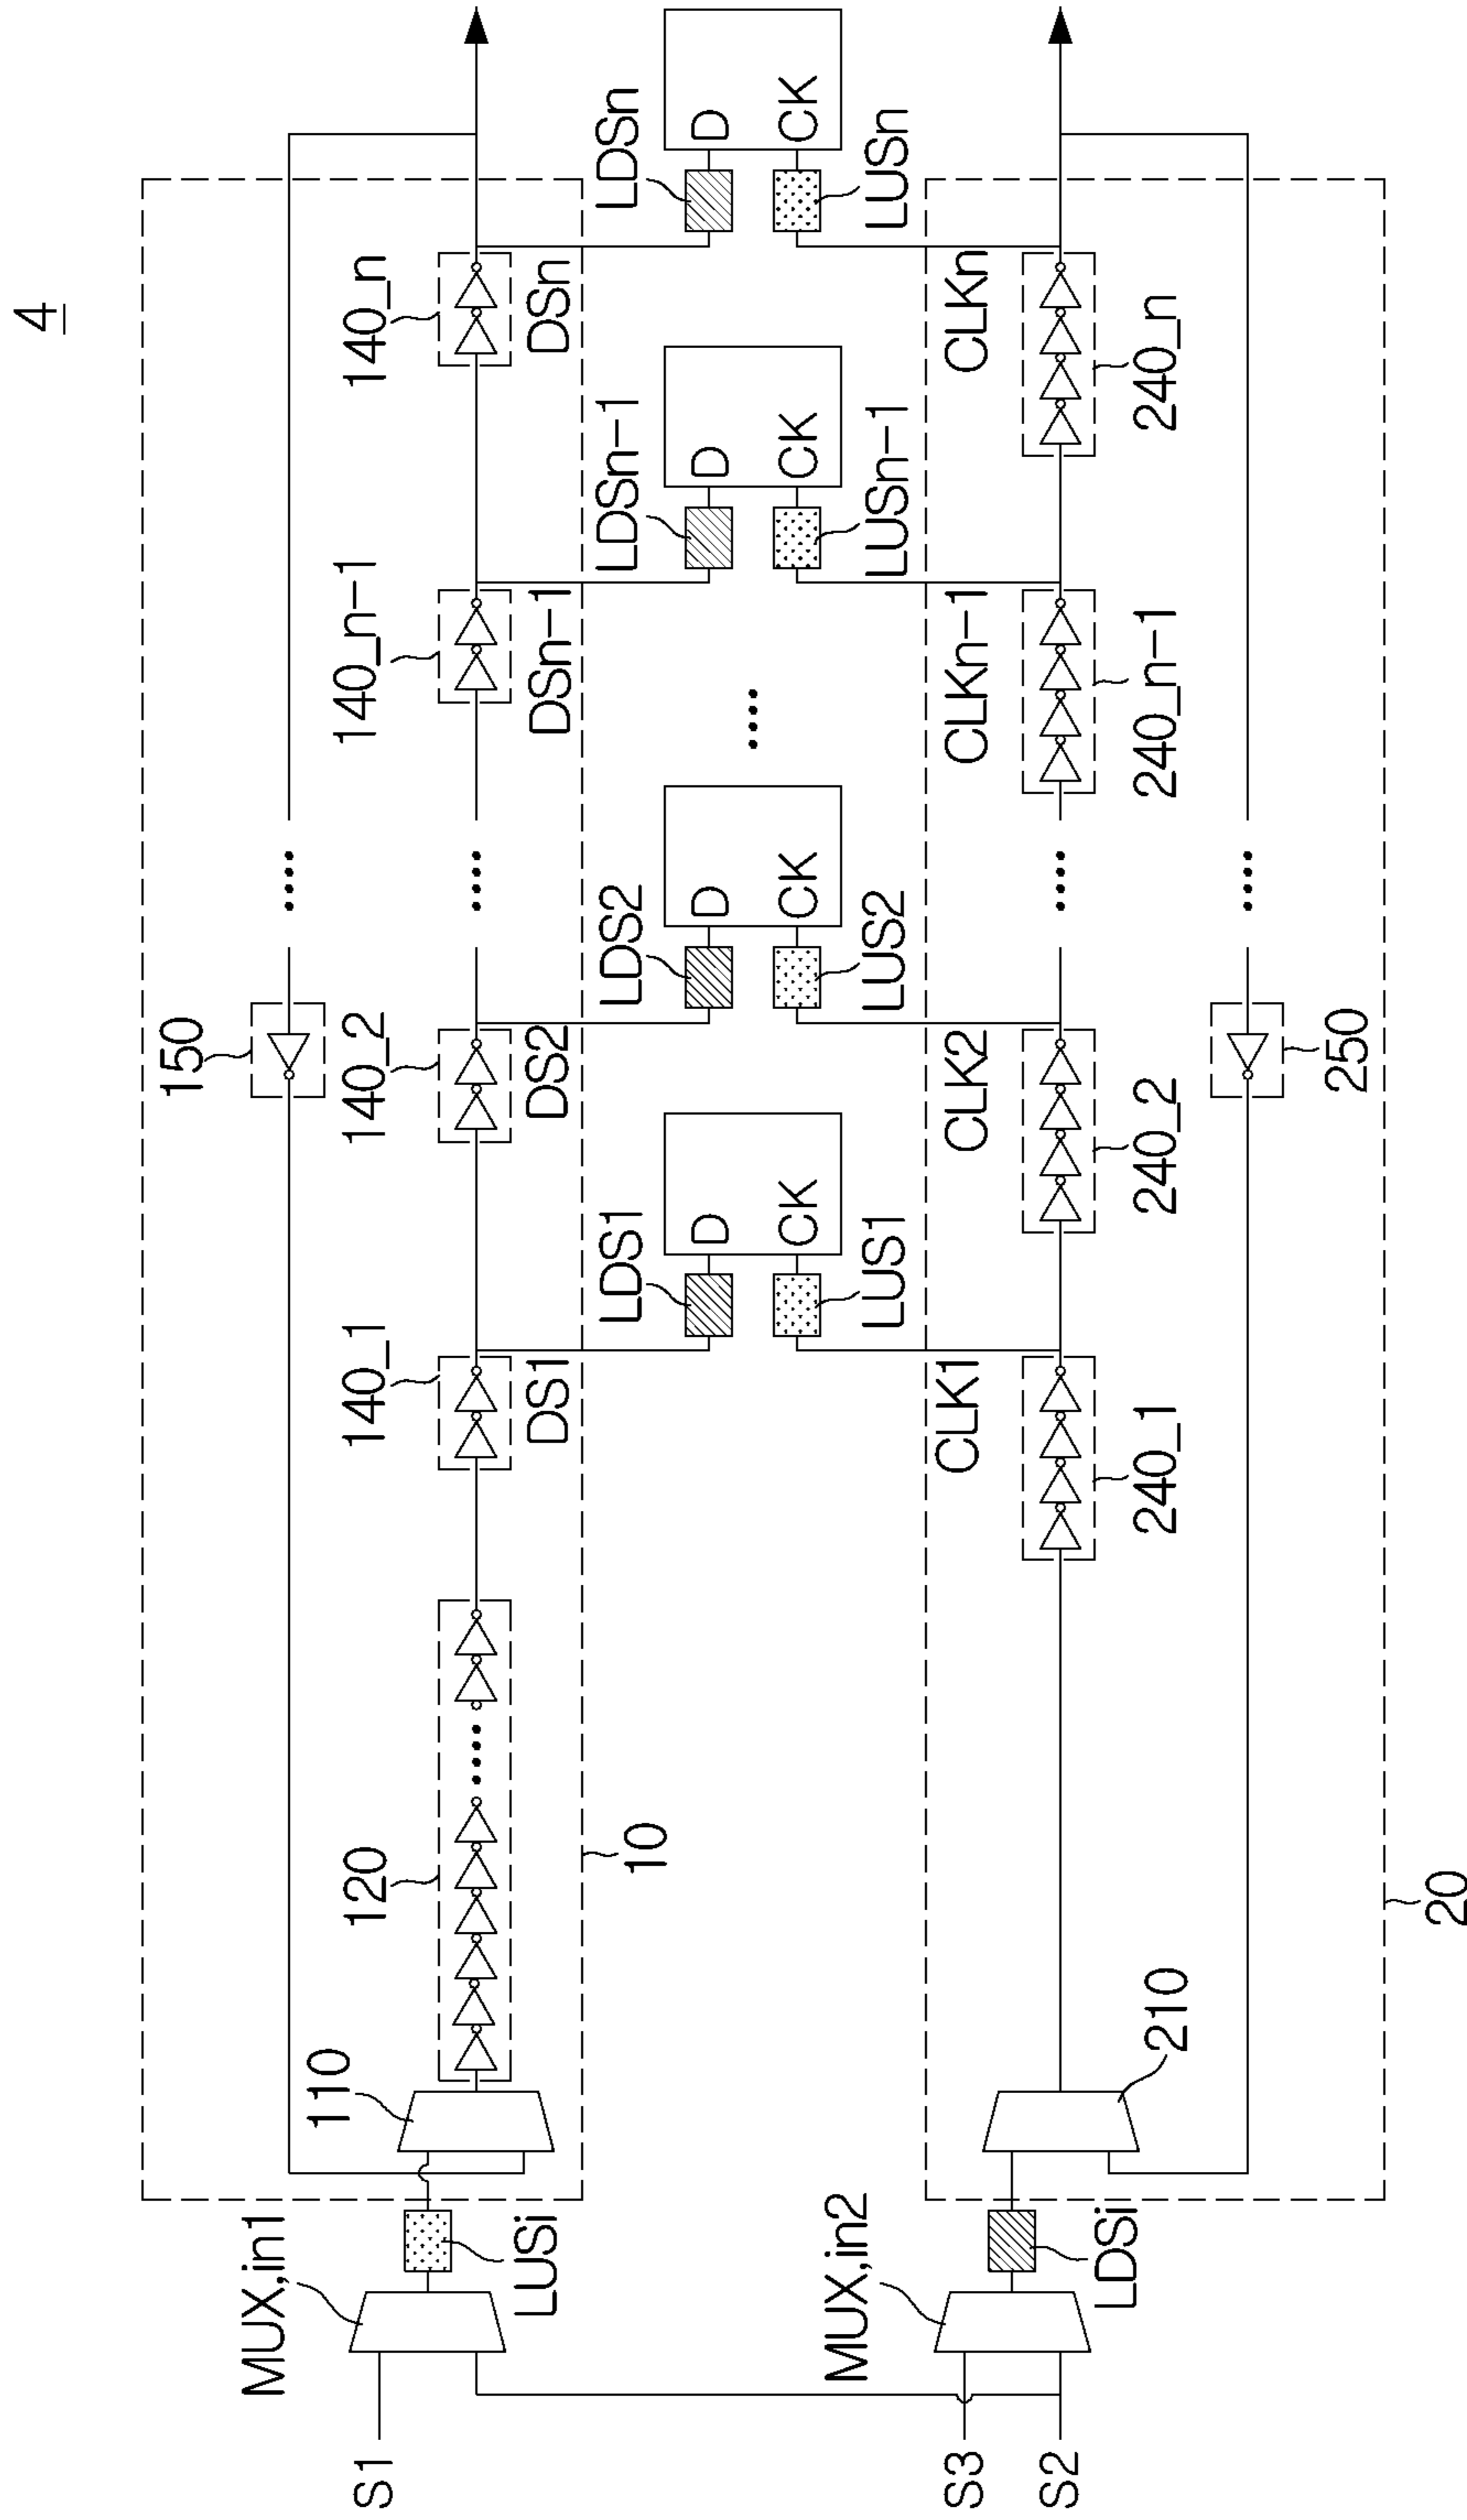 4
150
140_1
140_2
140_n-1
140_n
120
110
DS1
DS2
DSn-1
DSn
MUX,in1
S1
LUSi
10
LDS1
LDS2
LDSn-1
LDSn
D
D
D
D
CK
CK
CK
CK
LUS1
LUS2
LUSn-1
LUSn
MUX,in2
S3
S2
LDSi
CLK1
CLK2
CLKn-1
CLKn
210
240_1
240_2
240_n-1
240_n
250
20